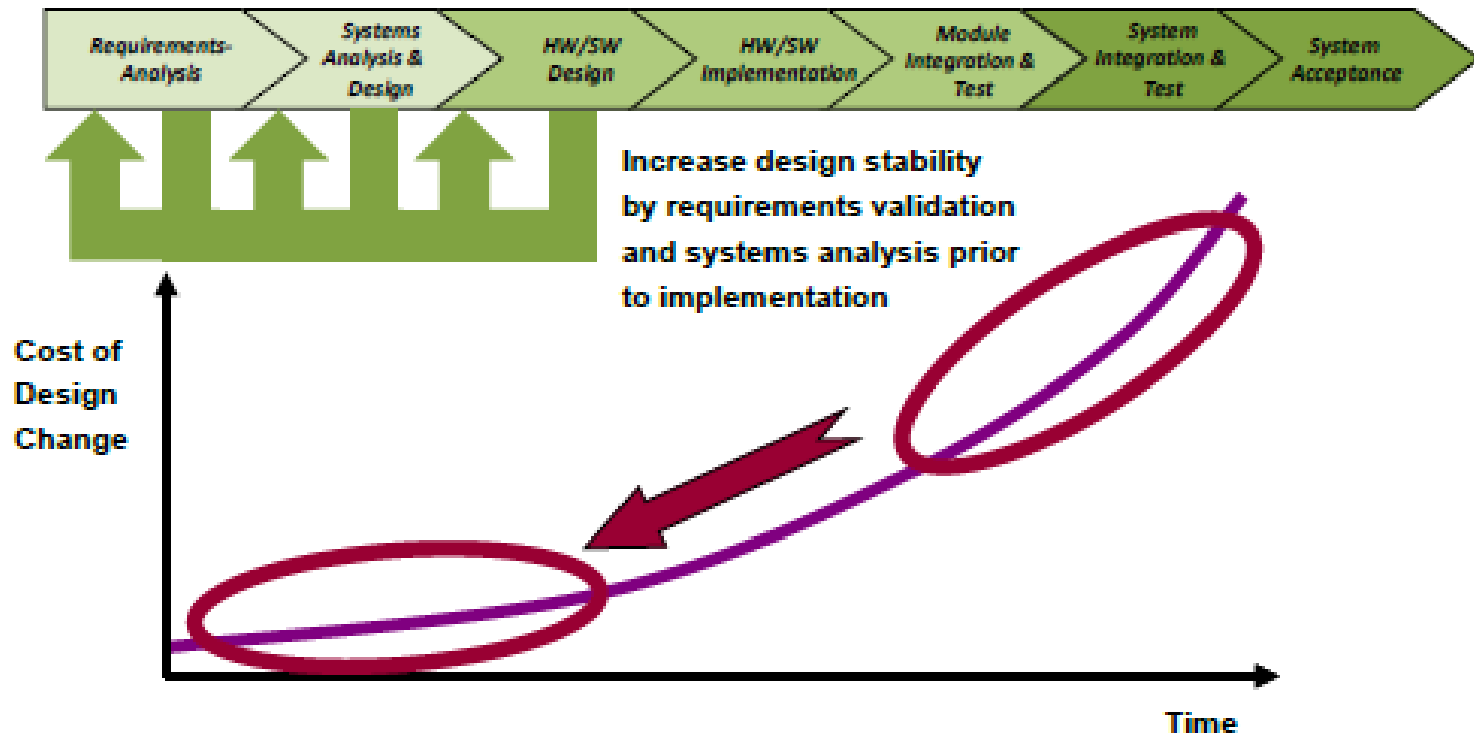 Requirements-
Analysis
Systems
Analysis &
Design
HW/SW
Design
HW/SW
Implementation
Module
Integration &
Test
System
Integration &
Test
System
Acceptance
Increase design stability
by requirements validation
and systems analysis prior
to implementation
Cost of
Design
Change
Time